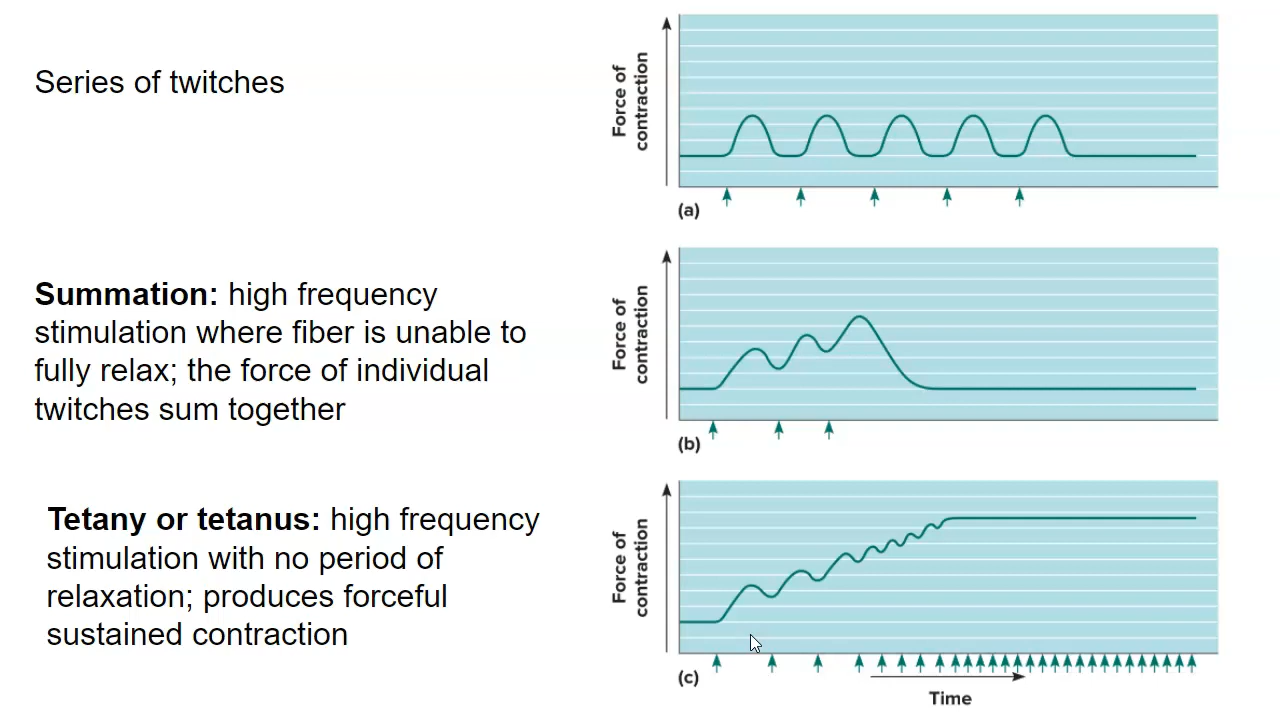 Series of twitches
Force of
contraction
(a)
Summation: high frequency
stimulation where fiber is unable to
fully relax; the force of individual
twitches sum together
Force of
contraction
(b)
Tetany or tetanus: high frequency
stimulation with no period of
relaxation; produces forceful
sustained contraction
Force of
contraction
(c)
Time